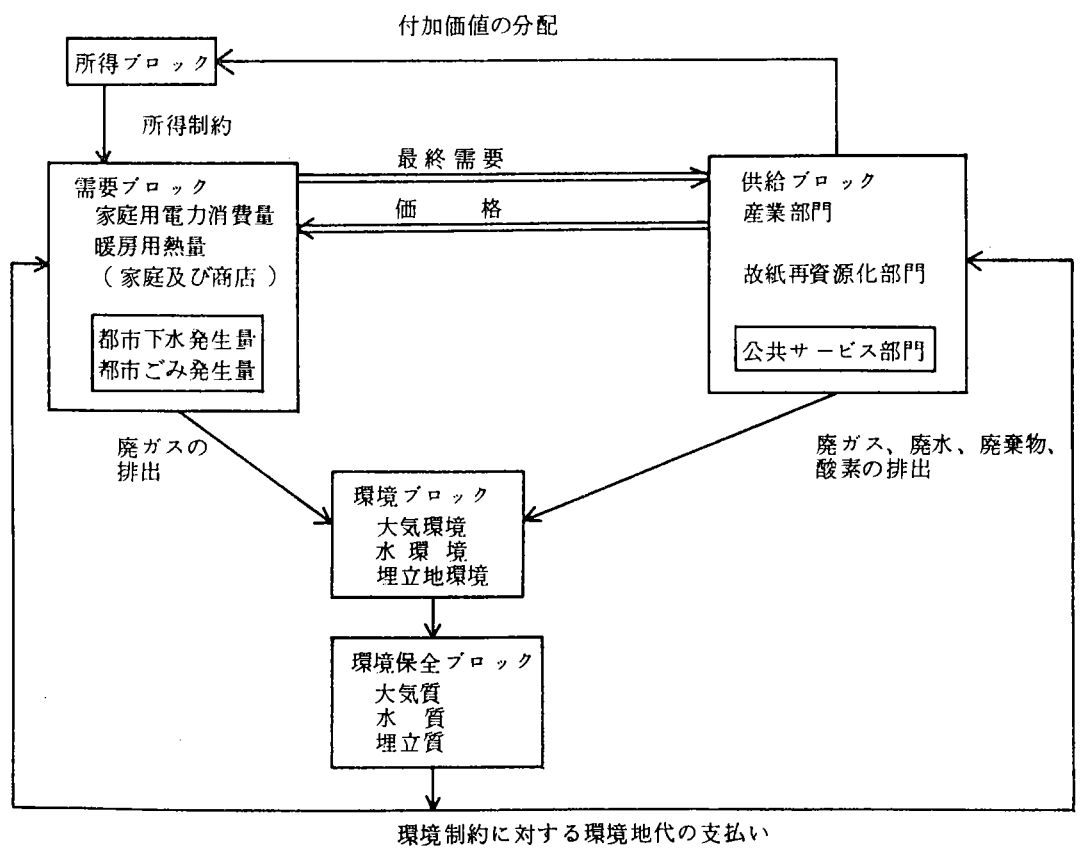 付加価値の分配
所得ブロック
所得制約
最終需要
価　格
需要ブロック
家庭用電力消費量
暖房用熱量
（家庭及び商店）
都市下水発生量
都市ごみ発生量
供給ブロック
産業部門
故紙再資源化部門
公共サービス部門
廃ガスの
排出
廃ガス、廃水、廃棄物、
酸素の排出
環境ブロック
大気環境
水環境
埋立地環境
環境保全ブロック
大気質
水　質
埋立質
環境制約に対する環境地代の支払い